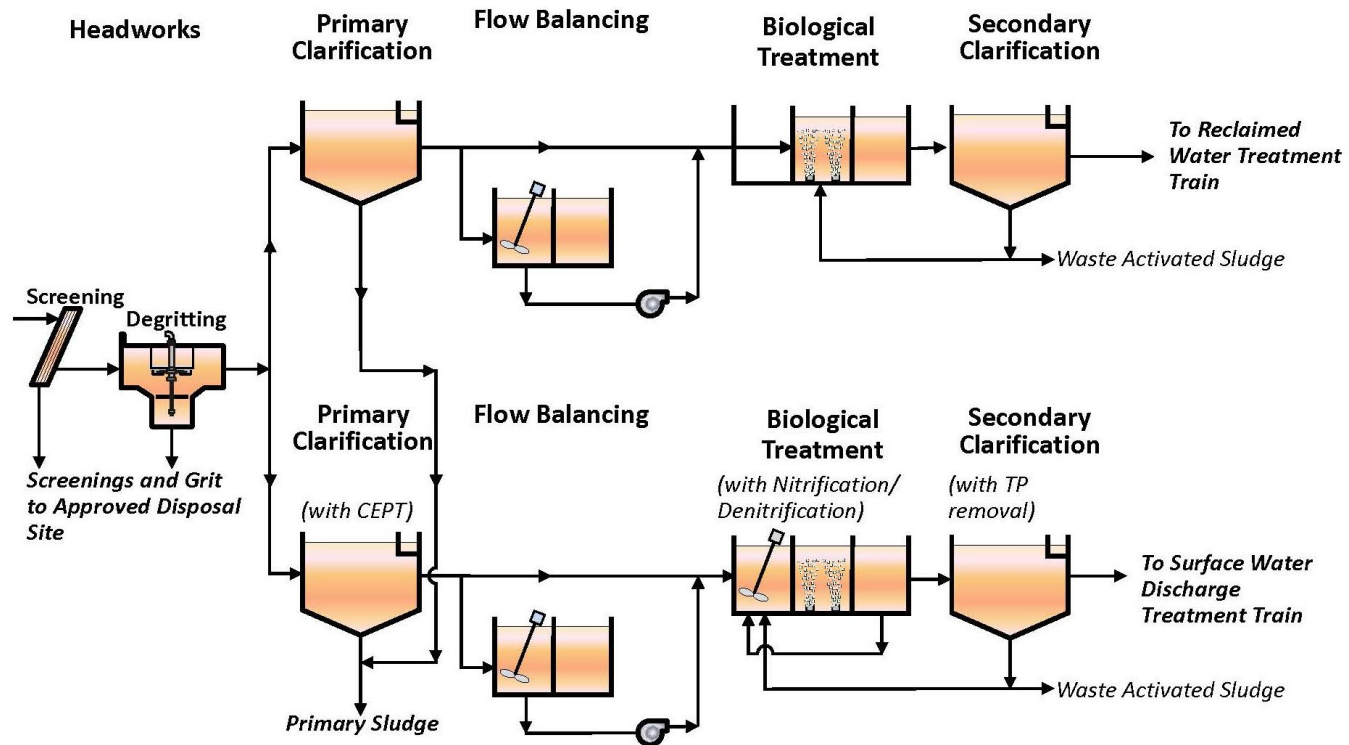 Headworks
Primary
Clarification
Flow Balancing
Biological
Treatment
Secondary
Clarification
To Reclaimed
Water Treatment
Train
Waste Activated Sludge
Screening
Degritting
Screenings and Grit
to Approved Disposal
Site
Primary
Clarification
(with CEPT)
Flow Balancing
Biological
Treatment
(with Nitrification/
Denitrification)
Secondary
Clarification
(with TP
removal)
To Surface Water
Discharge
Treatment Train
Waste Activated Sludge
Primary Sludge